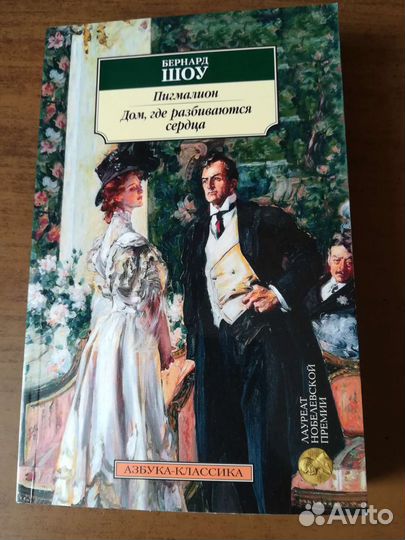 БЕРНАРД
ШОУ
Пигмалион
Дом, где разбиваются
сердца
ЛАУРЕАТ
НОБЕЛЕВСКОЙ
ПРЕМИИ
АЗБУКА-КЛАССИКА
Avito